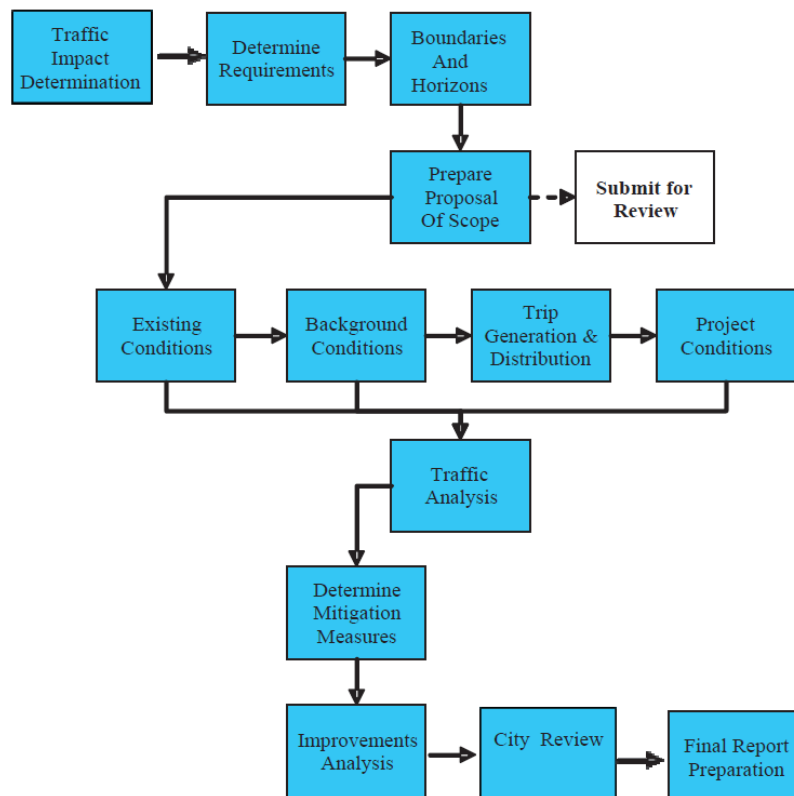 Traffic
Impact
Determination
Determine
Requirements
Boundaries
And
Horizons
Prepare
Proposal
Of Scope
Submit for
Review
Existing
Conditions
Background
Conditions
Trip
Generation &
Distribution
Project
Conditions
Traffic
Analysis
Determine
Mitigation
Measures
Improvements
Analysis
City Review
Final Report
Preparation